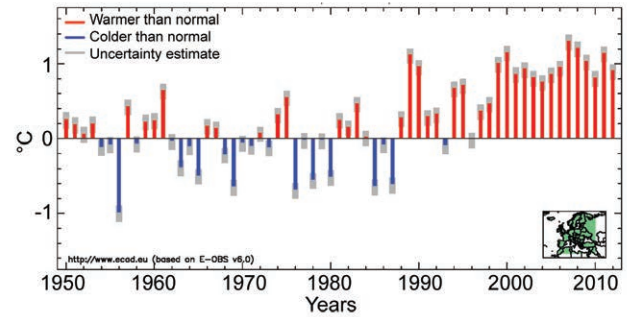 Warmer than normal
Colder than normal
Uncertainty estimate
1
0
-1
°C
http://www.ecad.eu (based on E-OBS v6.0)
1950 1960 1970 1980 1990 2000 2010
Years